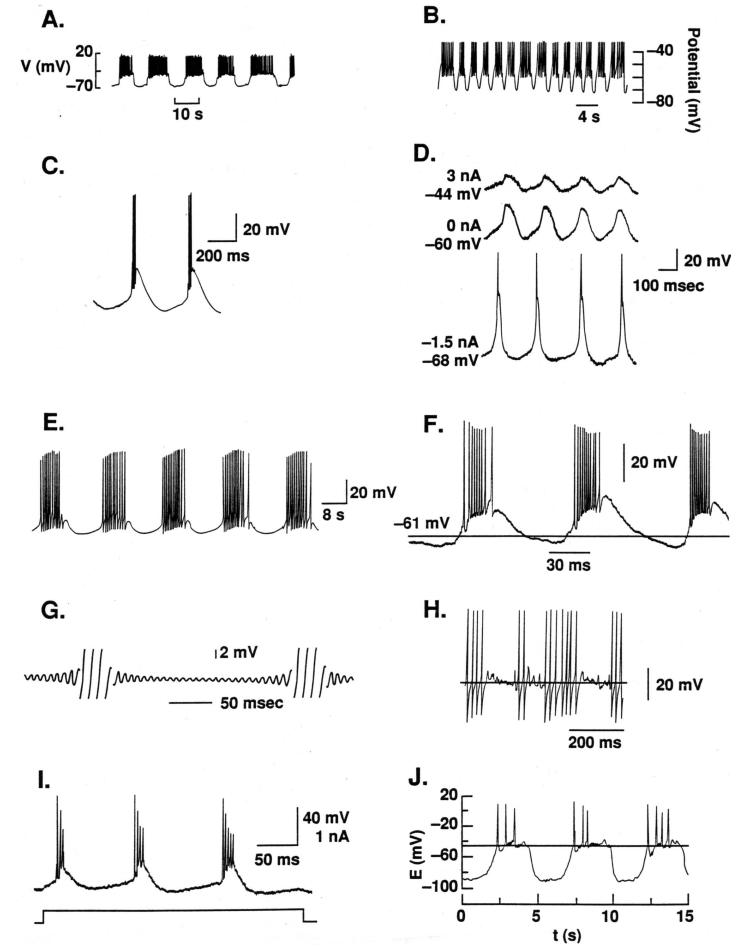 A.
20
V (mV)
−70
10 s
B.
−40
−80
Potential (mV)
4 s
C.
20 mV
200 ms
D.
3 nA
−44 mV
0 nA
−60 mV
20 mV
100 msec
−1.5 nA
−68 mV
E.
20 mV
8 s
F.
20 mV
−61 mV
30 ms
G.
2 mV
50 msec
H.
20 mV
200 ms
I.
40 mV
1 nA
50 ms
J.
20
−20
−60
−100
E (mV)
0 5 10 15
t (s)